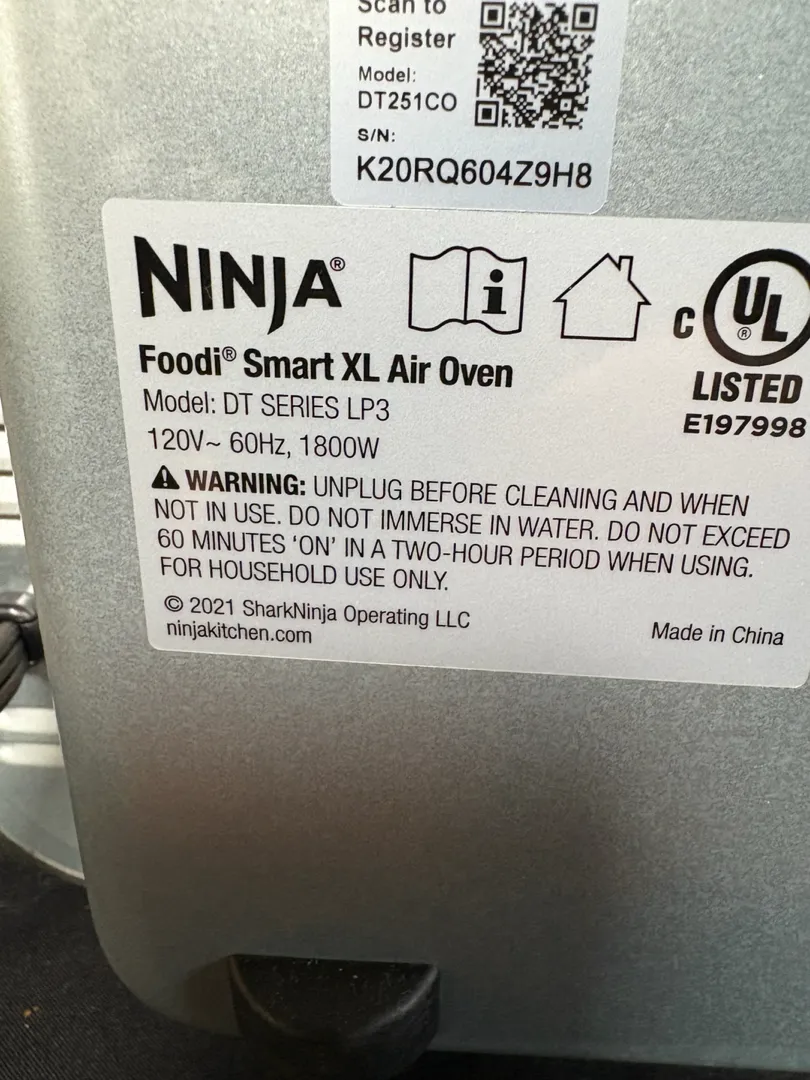 Scan to
Register
Model:
DT251CO
S/N:
K20RQ604Z9H8
NINJA®
Foodi® Smart XL Air Oven
Model: DT SERIES LP3
120V~ 60Hz, 1800W
C UL ®
LISTED
E197998
WARNING: UNPLUG BEFORE CLEANING AND WHEN
NOT IN USE. DO NOT IMMERSE IN WATER. DO NOT EXCEED
60 MINUTES ‘ON’ IN A TWO-HOUR PERIOD WHEN USING.
FOR HOUSEHOLD USE ONLY.
© 2021 SharkNinja Operating LLC
ninjakitchen.com
Made in China